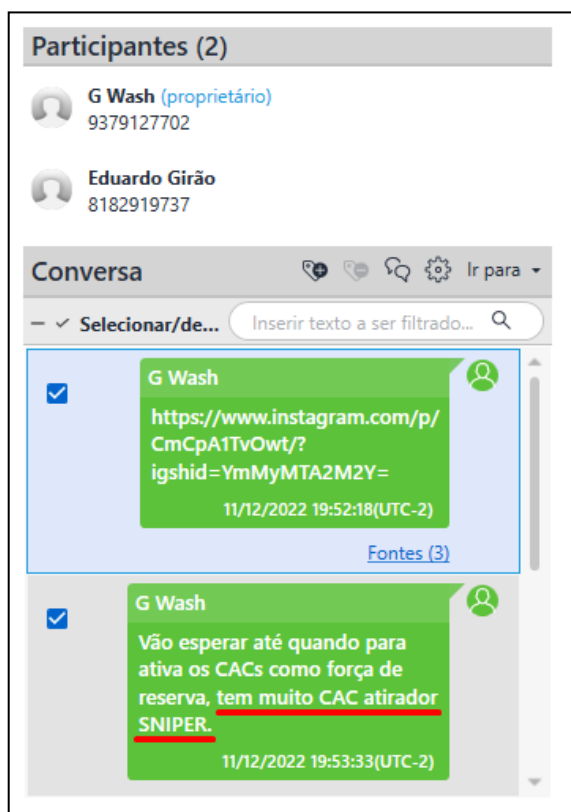 Participantes (2)
G Wash (proprietário)
9379127702
Eduardo Girão
8182919737
Conversa
Ir para
Selecionar/de...
Inserir texto a ser filtrado...
G Wash
https://www.instagram.com/p/
CmCpA1TvOwt/?
igshid=YmMyMTA2M2Y=
11/12/2022 19:52:18(UTC-2)
Fontes (3)
G Wash
Vão esperar até quando para
ativa os CACs como força de
reserva, tem muito CAC atirador
SNIPER.
11/12/2022 19:53:33(UTC-2)